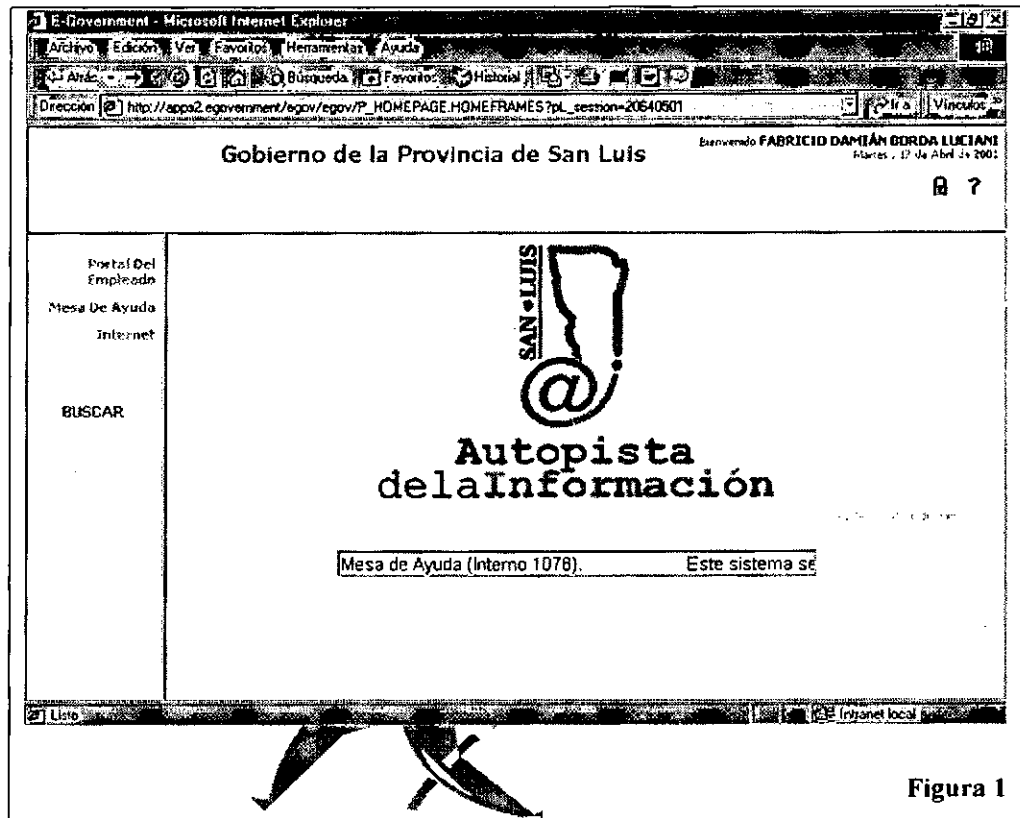 E-Government - Microsoft Internet Explorer
Archivo Edición Ver Favoritos Herramientas Ayuda
Atrás Búsqueda Favoritos Historial
Dirección http://apps2.egovernment/egov/egov/P_HOMEPAGE.HOMEFRAMES?pL_session=20640501 Ir a Vínculos »
Gobierno de la Provincia de San Luis
Bienvenido FABRICIO DAMIÁN BORDA LUCIANI
Martes, 17 de Abril de
?
Portal Del
Empleado
Mesa De Ayuda
Internet
BUSCAR
SAN LUIS
@
Autopista
delaInformación
Mesa de Ayuda (Interno 1078). Este sistema se
Listo Intranet local
Figura 1